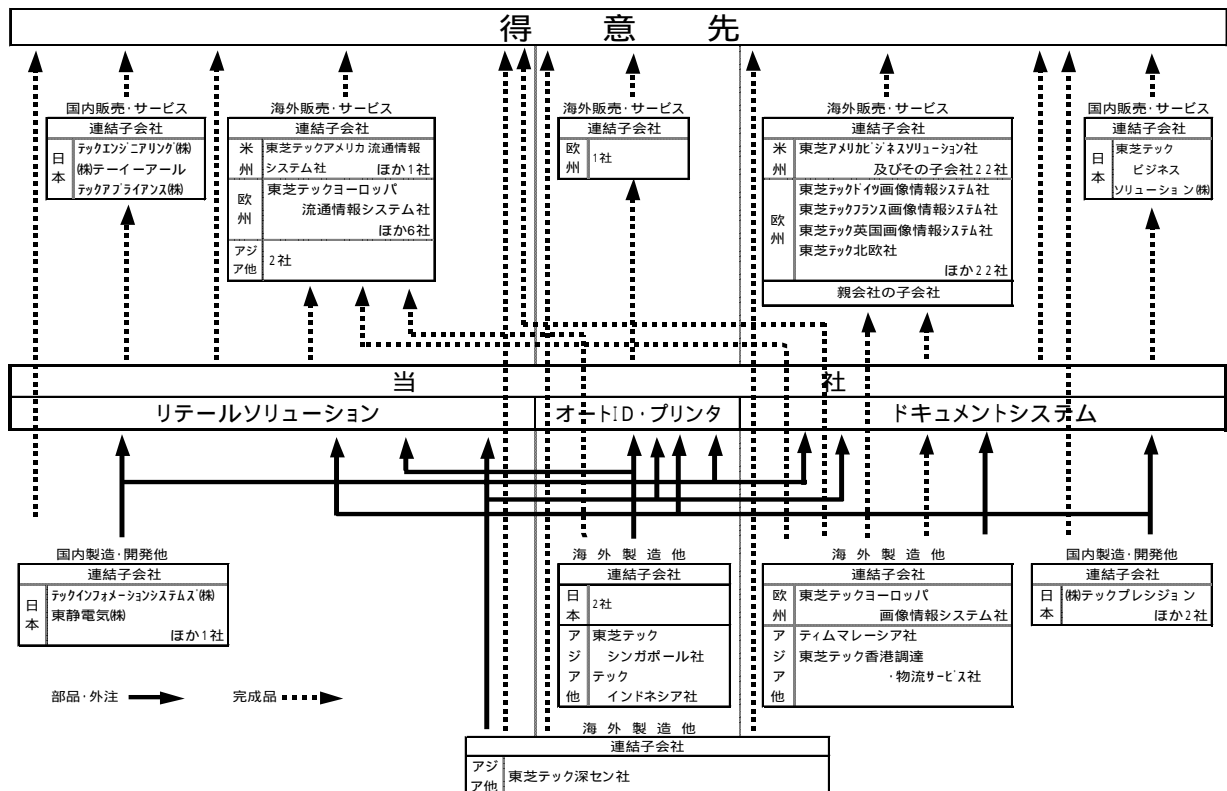 得意先
国内販売・サービス
連結子会社
日本
テックエンジニアリング㈱
㈱テーイーアール
テックアプライアンス㈱
海外販売・サービス
連結子会社
米州
東芝テックアメリカ流通情報
システム社 ほか1社
欧州
東芝テックヨーロッパ
流通情報システム社
ほか6社
アジア他
2社
海外販売・サービス
連結子会社
欧州
1社
海外販売・サービス
連結子会社
米州
東芝アメリカビジネスソリューション社
及びその子会社22社
欧州
東芝テックドイツ画像情報システム社
東芝テックフランス画像情報システム社
東芝テック英国画像情報システム社
東芝テック北欧社
ほか22社
親会社の子会社
国内販売・サービス
連結子会社
日本
東芝テック
ビジネス
ソリューション㈱
当社
リテールソリューション
オートID・プリンタ
ドキュメントシステム
国内製造・開発他
連結子会社
日本
テックインフォメーションシステムズ㈱
東静電気㈱
ほか1社
海外製造他
連結子会社
日本
2社
アジア他
東芝テック
シンガポール社
テック
インドネシア社
海外製造他
連結子会社
欧州
東芝テックヨーロッパ
画像情報システム社
アジア他
ティムマレーシア社
東芝テック香港調達
・物流サービス社
国内製造・開発他
連結子会社
日本
㈱テックプレシジョン
ほか2社
部品・外注
完成品
海外製造他
連結子会社
アジア他
東芝テック深セン社